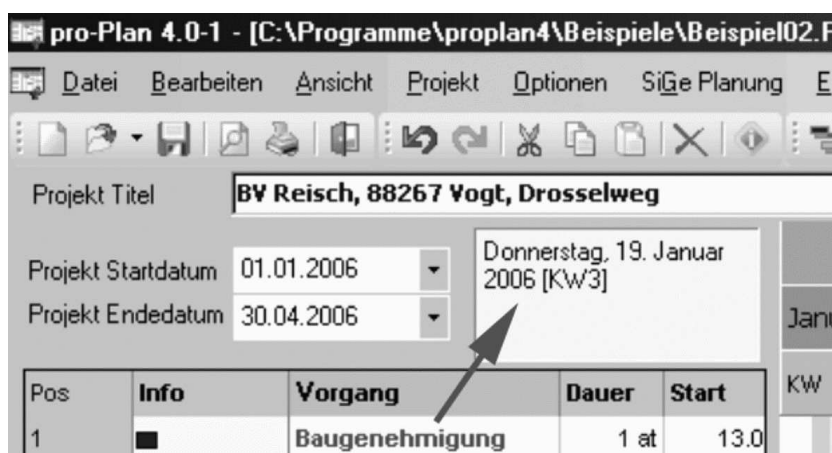 pro-Plan 4.0-1 - [C:\Programme\proplan4\Beispiele\Beispiel02.P
Datei Bearbeiten Ansicht Projekt Optionen SiGe Planung E
Projekt Titel BV Reisch, 88267 Vogt, Drosselweg
Projekt Startdatum 01.01.2006
Projekt Endedatum 30.04.2006
Donnerstag, 19. Januar
2006 [KW3]
Janu
KW
Pos Info Vorgang Dauer Start
1 Baugenehmigung 1 at 13.0